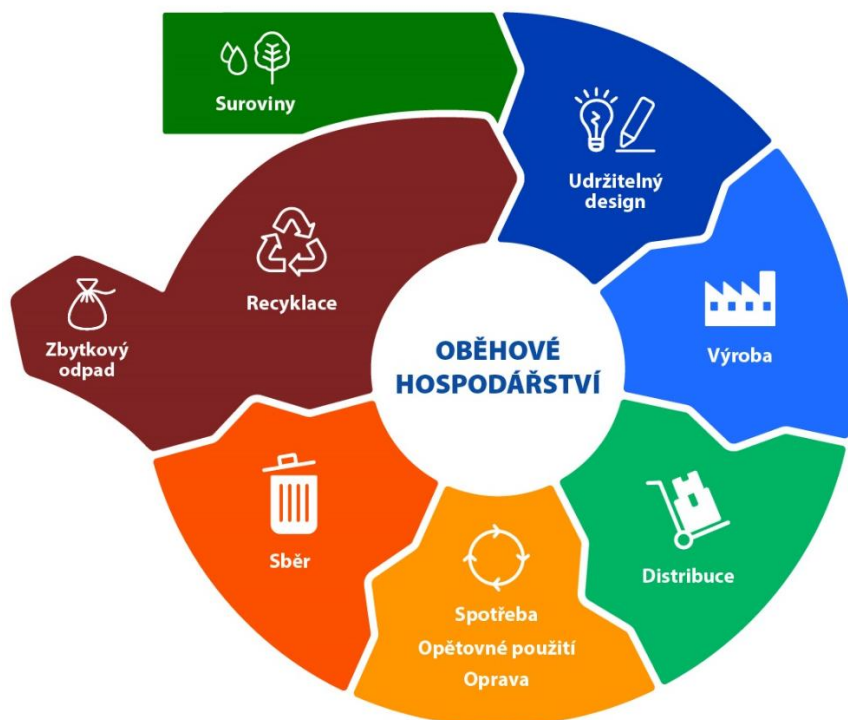 Suroviny
Udržitelný
design
Výroba
Distribuce
Spotřeba
Opětovné použití
Oprava
Sběr
Recyklace
Zbytkový
odpad
OBĚHOVÉ
HOSPODÁŘSTVÍ